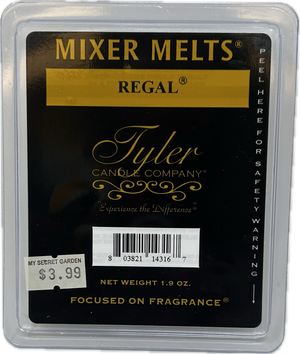 MIXER MELTS®
REGAL®
Tyler
CANDLE COMPANY®
"Experience the Difference"®
8 03821 14316 7
MY SECRET GARDEN
$3.99
NET WEIGHT 1.9 OZ.
FOCUSED ON FRAGRANCE®
PEEL HERE FOR SAFETY WARNING